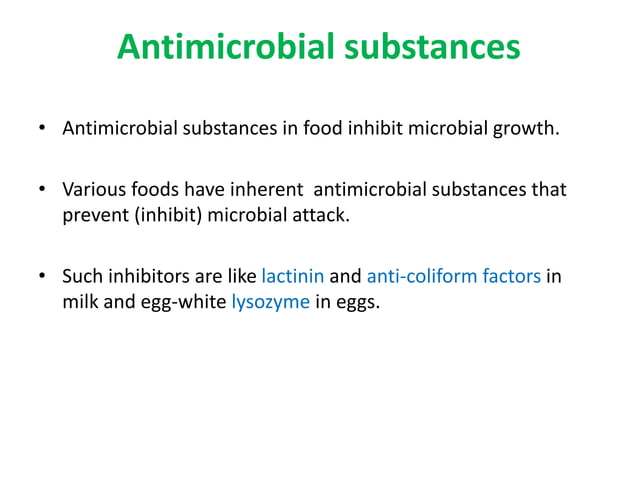 Antimicrobial substances
• Antimicrobial substances in food inhibit microbial growth.
• Various foods have inherent  antimicrobial substances that
prevent (inhibit) microbial attack.
• Such inhibitors are like lactinin and anti-coliform factors in
milk and egg-white lysozyme in eggs.